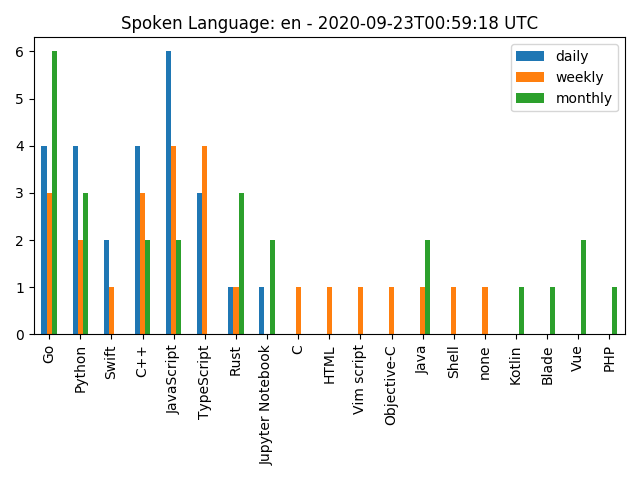 Spoken Language: en - 2020-09-23T00:59:18 UTC
daily
weekly
monthly
6
5
4
3
2
1
0
Go
Python
Swift
C++
JavaScript
TypeScript
Rust
Jupyter Notebook
C
HTML
Vim script
Objective-C
Java
Shell
none
Kotlin
Blade
Vue
PHP